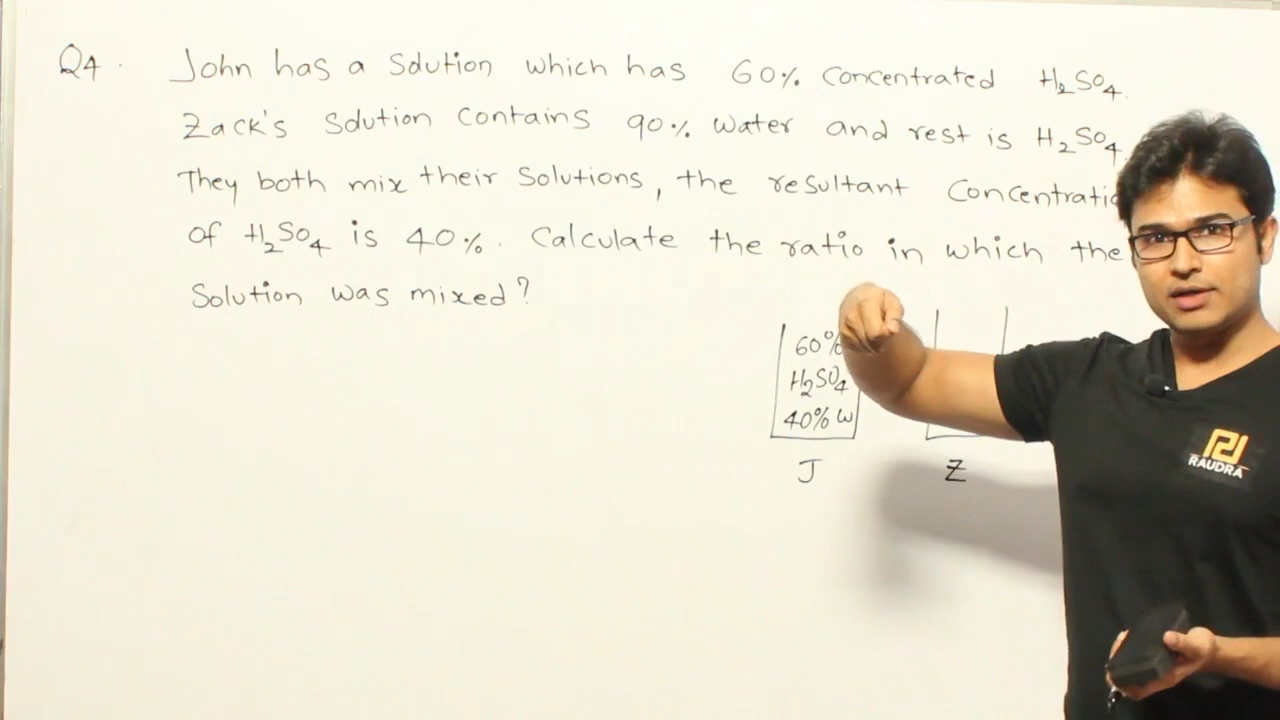 Q4. John has a solution which has 60% concentrated H₂SO₄.
Zack's solution contains 90% water and rest is H₂SO₄
They both mix their solutions, the resultant
of H₂SO₄ is 40%. Calculate the ratio in which the
solution was mixed?
60%
H₂SO₄
40% W
J
Z
RAUDRA